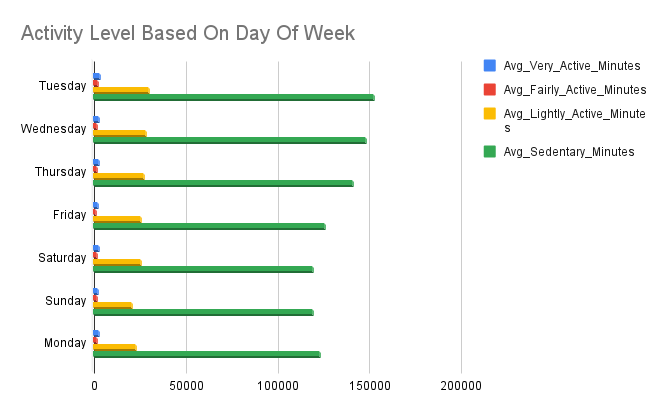 Activity Level Based On Day Of Week
Avg_Very_Active_Minutes
Avg_Fairly_Active_Minutes
Avg_Lightly_Active_Minute
s
Avg_Sedentary_Minutes
Tuesday
Wednesday
Thursday
Friday
Saturday
Sunday
Monday
0 50000 100000 150000 200000